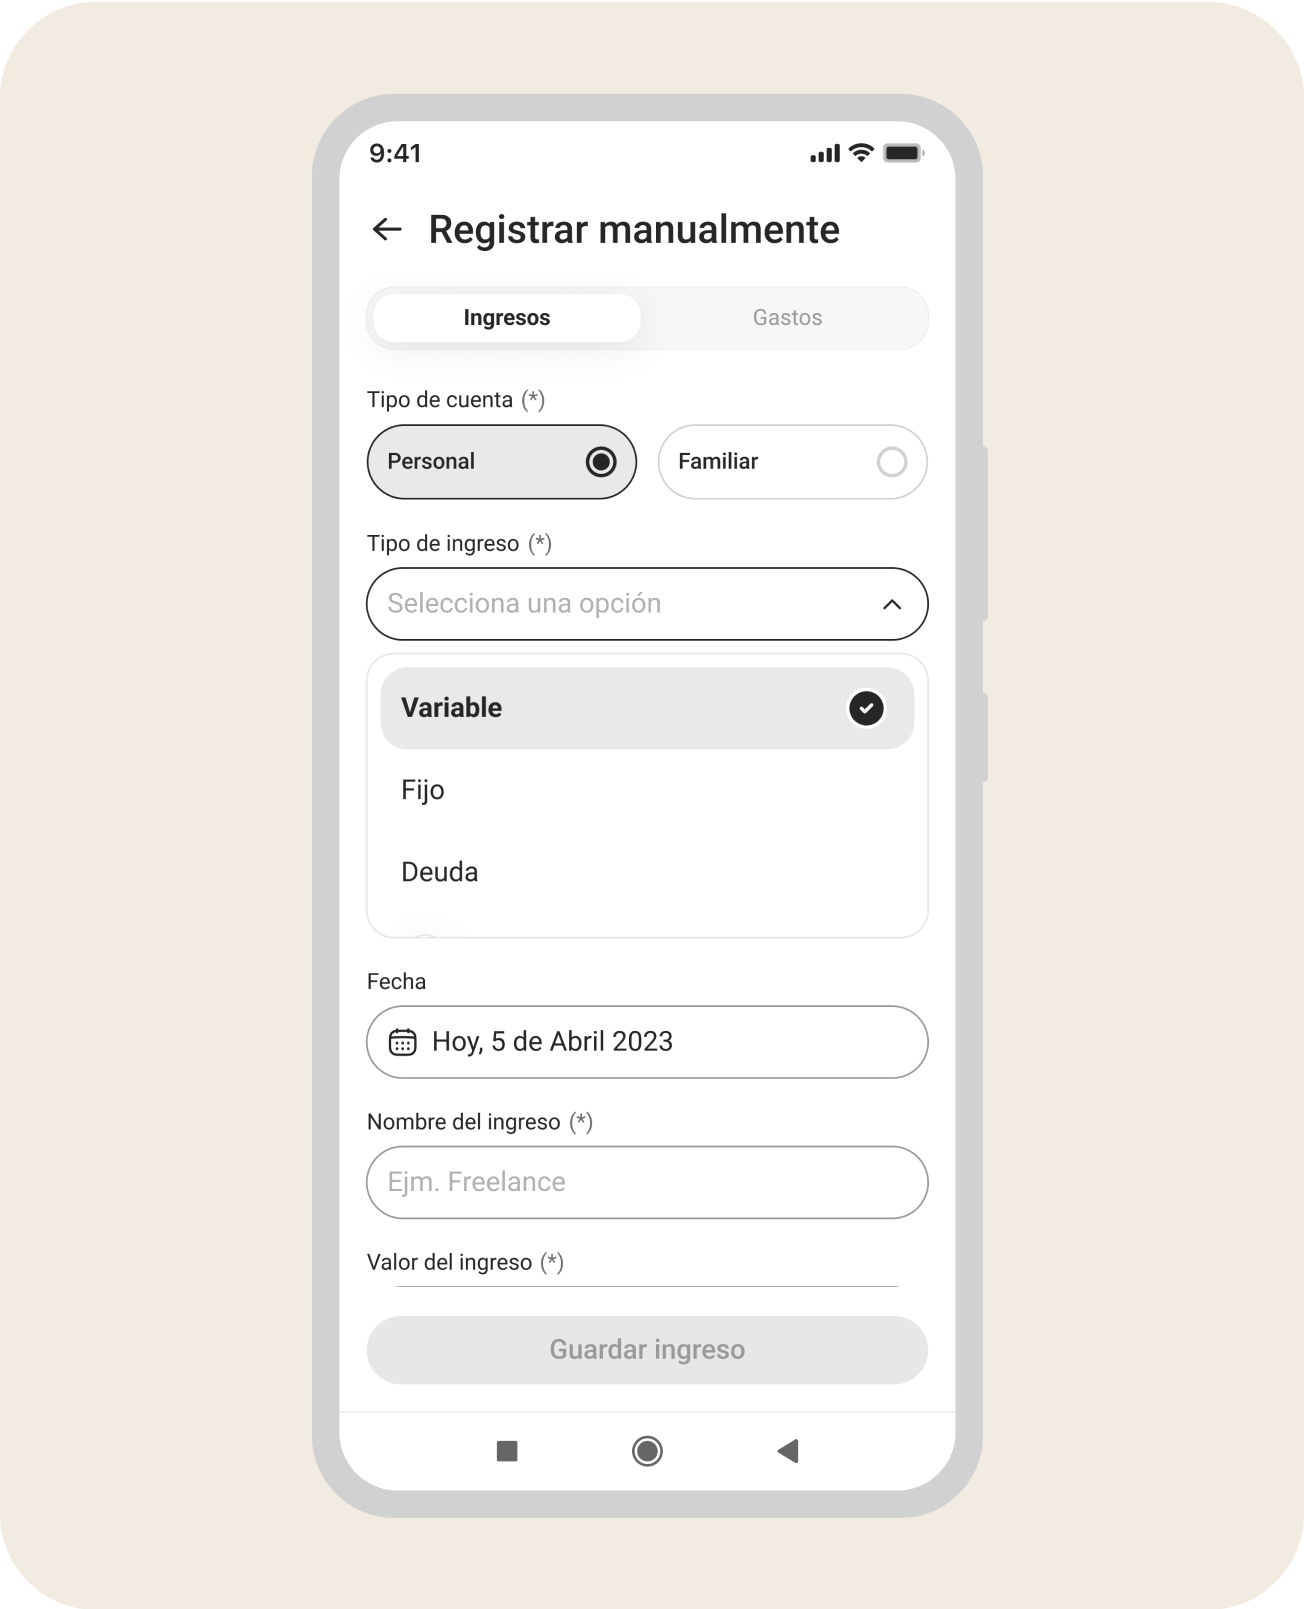 9:41
Registrar manualmente
Ingresos
Gastos
Tipo de cuenta (*)
Personal
Familiar
Tipo de ingreso (*)
Selecciona una opción
Variable
Fijo
Deuda
Fecha
Hoy, 5 de Abril 2023
Nombre del ingreso (*)
Ejm. Freelance
Valor del ingreso (*)
Guardar ingreso